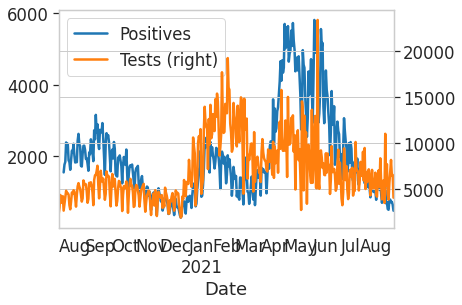 6000
4000
2000
Positives
Tests (right)
20000
15000
10000
5000
Aug Sep Oct Nov Dec Jan Feb Mar Apr May Jun Jul Aug
2021
Date